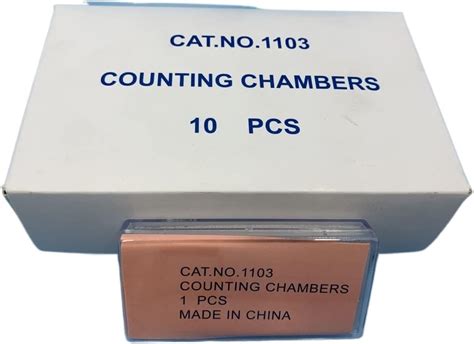 CAT.NO.1103
COUNTING CHAMBERS
10 PCS
CAT.NO.1103
COUNTING CHAMBERS
1 PCS
MADE IN CHINA